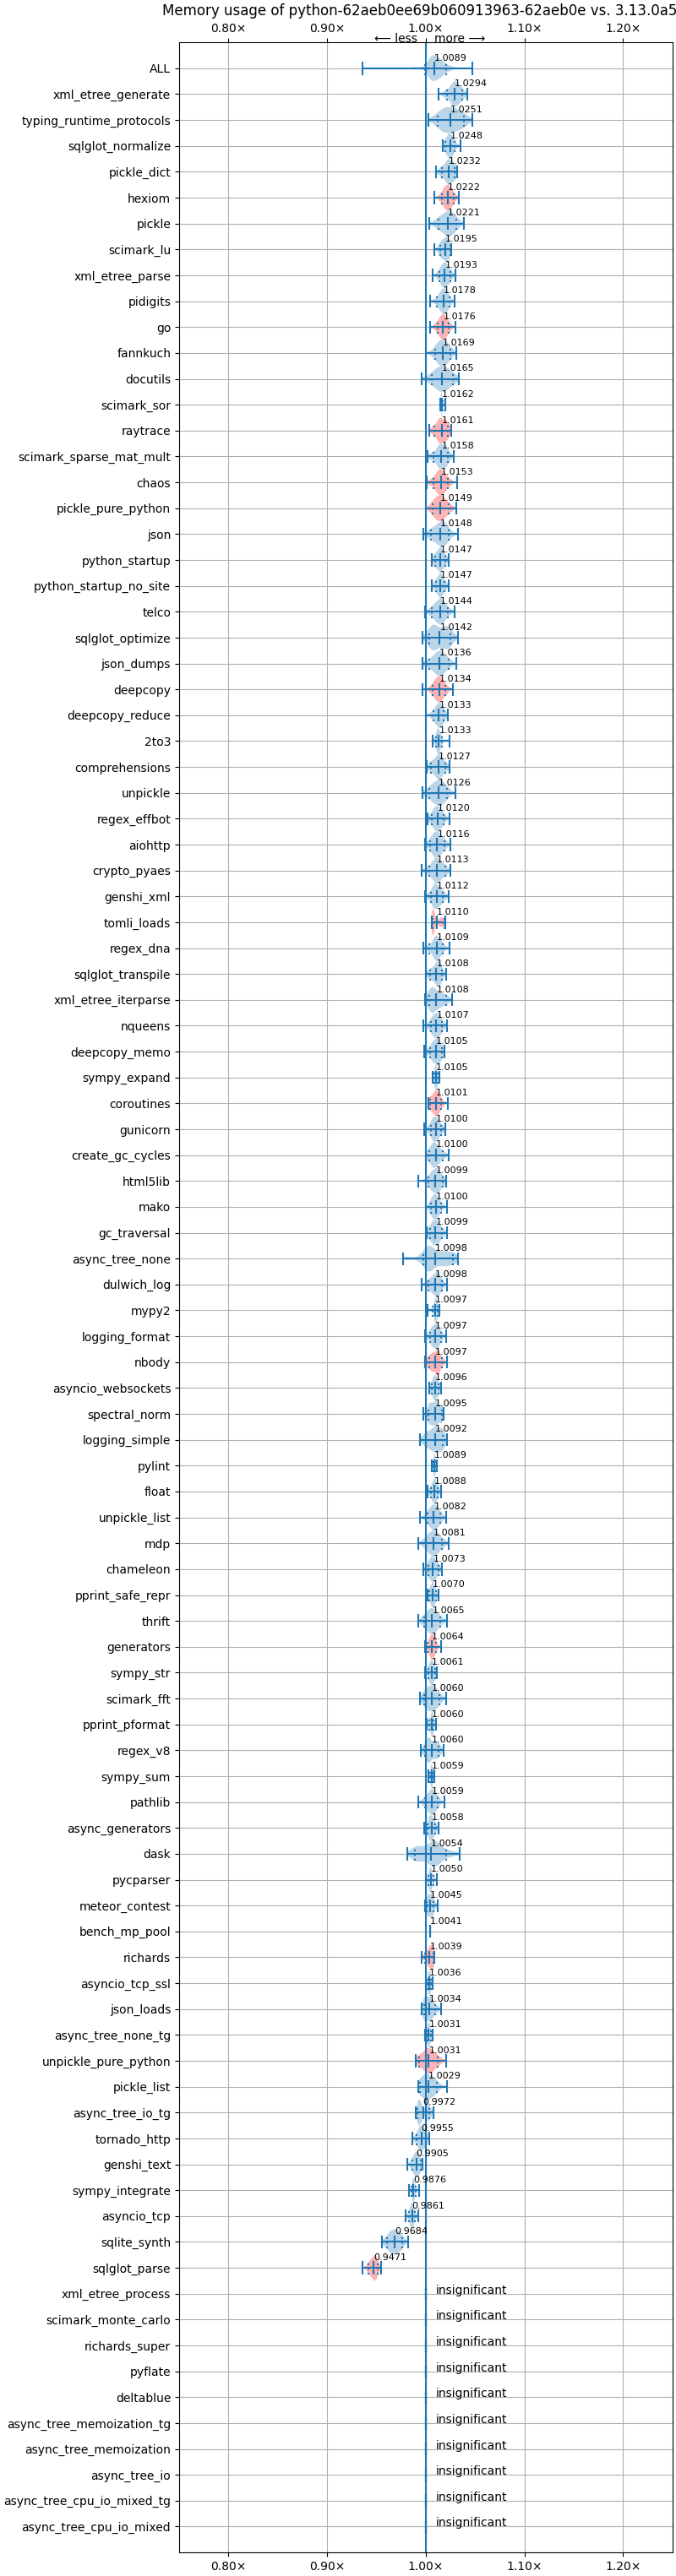 Memory usage of python-62aeb0ee69b060913963-62aeb0e vs. 3.13.0a5
0.80× 0.90× 1.00× 1.10× 1.20×
⟵ less more ⟶
ALL 1.0089
xml_etree_generate 1.0294
typing_runtime_protocols 1.0251
sqlglot_normalize 1.0248
pickle_dict 1.0232
hexiom 1.0222
pickle 1.0221
scimark_lu 1.0195
xml_etree_parse 1.0193
pidigits 1.0178
go 1.0176
fannkuch 1.0169
docutils 1.0165
scimark_sor 1.0162
raytrace 1.0161
scimark_sparse_mat_mult 1.0158
chaos 1.0153
pickle_pure_python 1.0149
json 1.0148
python_startup 1.0147
python_startup_no_site 1.0147
telco 1.0144
sqlglot_optimize 1.0142
json_dumps 1.0136
deepcopy 1.0134
deepcopy_reduce 1.0133
2to3 1.0133
comprehensions 1.0127
unpickle 1.0126
regex_effbot 1.0120
aiohttp 1.0116
crypto_pyaes 1.0113
genshi_xml 1.0112
tomli_loads 1.0110
regex_dna 1.0109
sqlglot_transpile 1.0108
xml_etree_iterparse 1.0108
nqueens 1.0107
deepcopy_memo 1.0105
sympy_expand 1.0105
coroutines 1.0101
gunicorn 1.0100
create_gc_cycles 1.0100
html5lib 1.0099
mako 1.0100
gc_traversal 1.0099
async_tree_none 1.0098
dulwich_log 1.0098
mypy2 1.0097
logging_format 1.0097
nbody 1.0097
asyncio_websockets 1.0096
spectral_norm 1.0095
logging_simple 1.0092
pylint 1.0089
float 1.0088
unpickle_list 1.0082
mdp 1.0081
chameleon 1.0073
pprint_safe_repr 1.0070
thrift 1.0065
generators 1.0064
sympy_str 1.0061
scimark_fft 1.0060
pprint_pformat 1.0060
regex_v8 1.0060
sympy_sum 1.0059
pathlib 1.0059
async_generators 1.0058
dask 1.0054
pycparser 1.0050
meteor_contest 1.0045
bench_mp_pool 1.0041
richards 1.0039
asyncio_tcp_ssl 1.0036
json_loads 1.0034
async_tree_none_tg 1.0031
unpickle_pure_python 1.0031
pickle_list 1.0029
async_tree_io_tg 0.9972
tornado_http 0.9955
genshi_text 0.9905
sympy_integrate 0.9876
asyncio_tcp 0.9861
sqlite_synth 0.9684
sqlglot_parse 0.9471
xml_etree_process insignificant
scimark_monte_carlo insignificant
richards_super insignificant
pyflate insignificant
deltablue insignificant
async_tree_memoization_tg insignificant
async_tree_memoization insignificant
async_tree_io insignificant
async_tree_cpu_io_mixed_tg insignificant
async_tree_cpu_io_mixed insignificant
0.80× 0.90× 1.00× 1.10× 1.20×